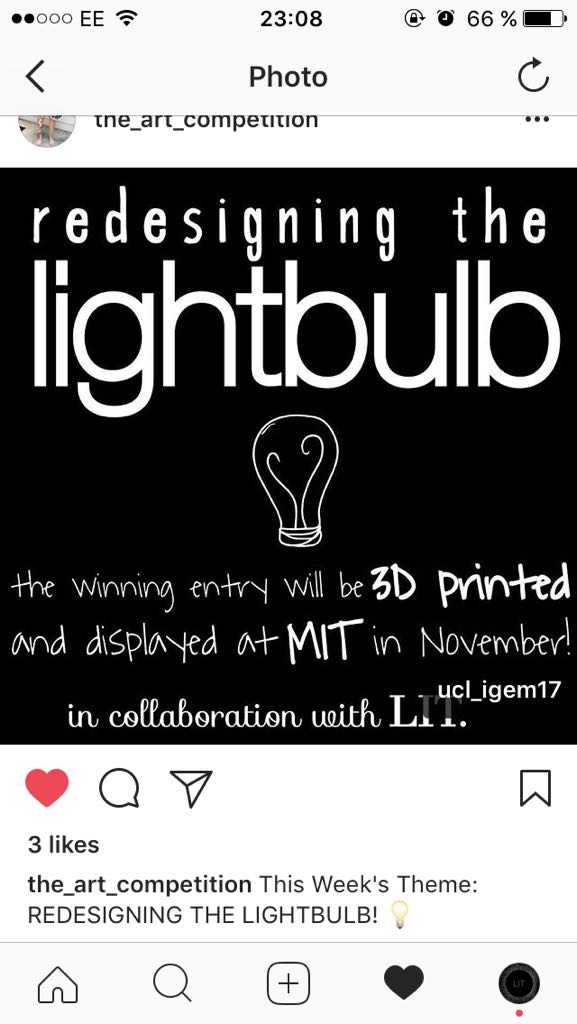 EE 23:08 66 %
Photo
the_art_competition
redesigning the
lightbulb
the winning entry will be 3D printed
and displayed at MIT in November!
ucl_igem17
in collaboration with LIT.
3 likes
the_art_competition This Week's Theme:
REDESIGNING THE LIGHTBULB! 💡
LIT